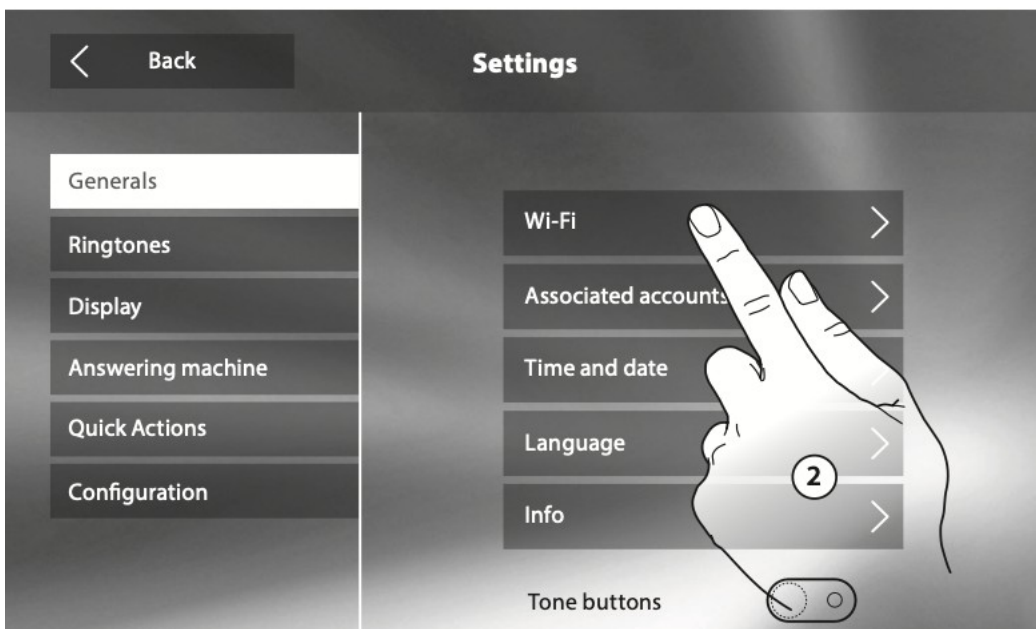 Back
Settings
Generals
Ringtones
Display
Answering machine
Quick Actions
Configuration
Wi-Fi
Associated accounts
Time and date
Language
2
Info
Tone buttons